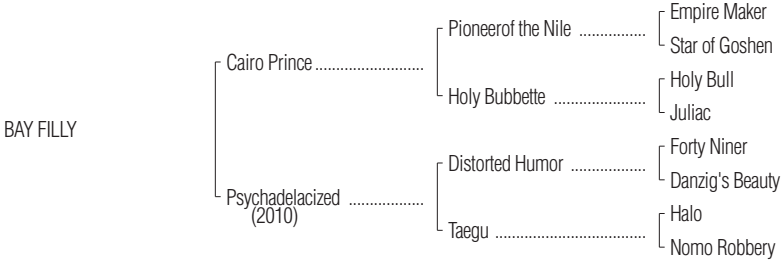 Empire Maker
Pioneerof the Nile ................
Star of Goshen
Cairo Prince ..........................
Holy Bull
Holy Bubbette ......................
Juliac
BAY FILLY
Forty Niner
Distorted Humor ..................
Danzig's Beauty
Psychadelacized ..................
(2010)
Halo
Taegu ....................................
Nomo Robbery